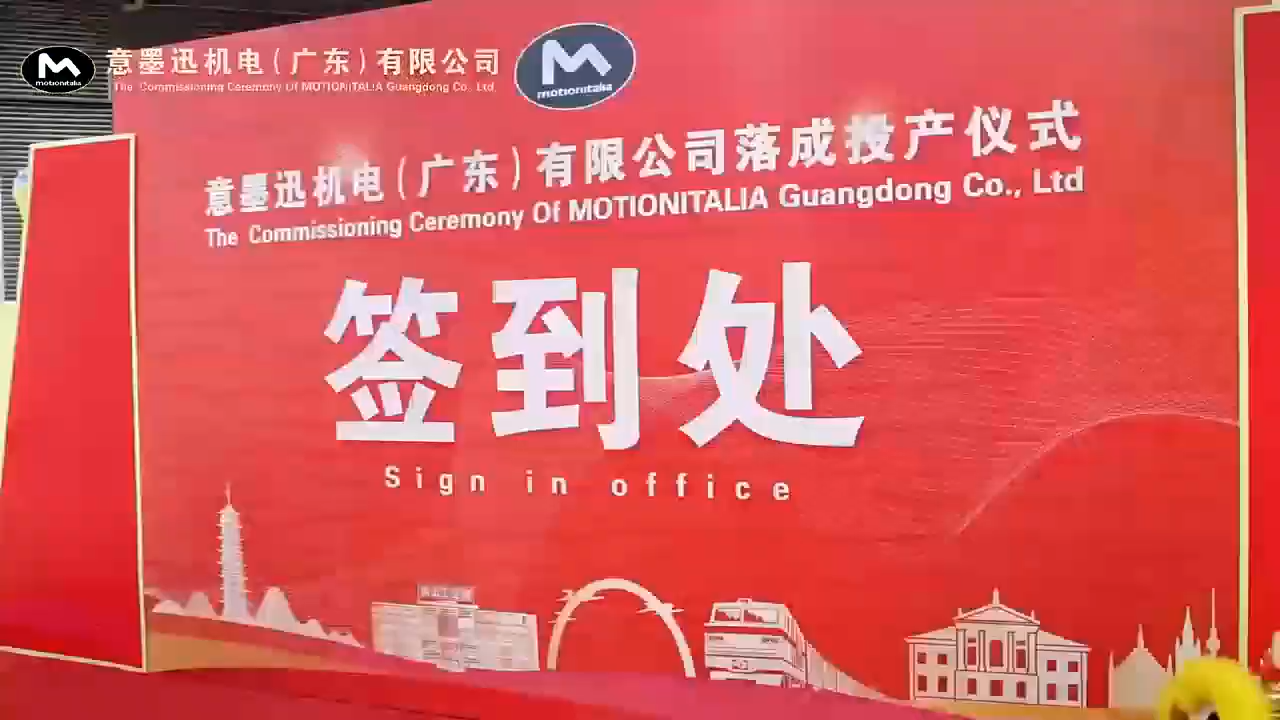 意墨迅机电(广东)有限公司
The Commissioning Ceremony Of MOTIONITALIA Guangdong Co., Ltd.
motionitalia
motionitalia
意墨迅机电(广东)有限公司落成投产仪式
The Commissioning Ceremony Of MOTIONITALIA Guangdong Co., Ltd
签到处
Sign in office